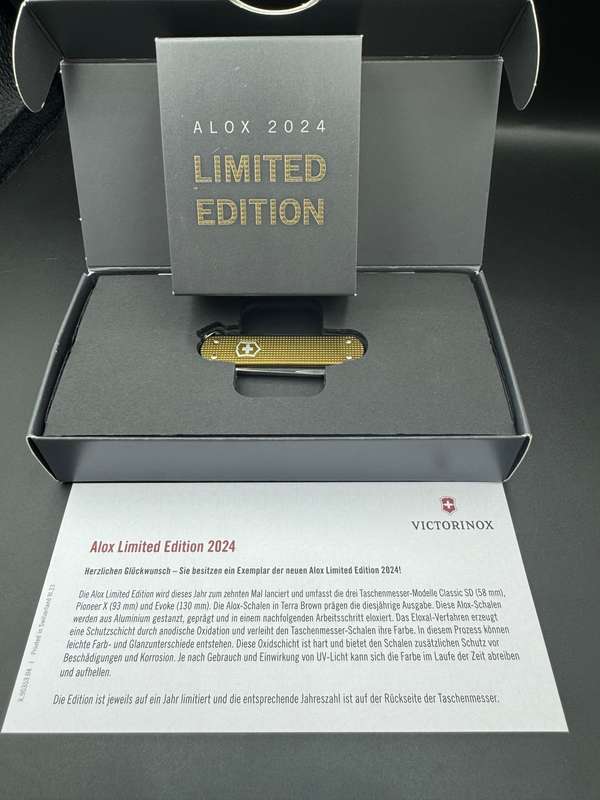 ALOX 2024
LIMITED
EDITION
VICTORINOX
Alox Limited Edition 2024
Herzlichen Glückwunsch – Sie besitzen ein Exemplar der neuen Alox Limited Edition 2024!
Die Alox Limited Edition wird dieses Jahr zum zehnten Mal lanciert und umfasst die drei Taschenmesser-Modelle Classic SD (58 mm),
Pioneer X (93 mm) und Evoke (130 mm). Die Alox-Schalen in Terra Brown prägen die diesjährige Ausgabe. Diese Alox-Schalen
werden aus Aluminium gestanzt, geprägt und in einem nachfolgenden Arbeitsschritt eloxiert. Das Eloxal-Verfahren erzeugt
eine Schutzschicht durch anodische Oxidation und verleiht den Taschenmesser-Schalen ihre Farbe. In diesem Prozess können
leichte Farb- und Glanzunterschiede entstehen. Diese Oxidschicht ist hart und bietet den Schalen zusätzlichen Schutz vor
Beschädigungen und Korrosion. Je nach Gebrauch und Einwirkung von UV-Licht kann sich die Farbe im Laufe der Zeit abreiben
und aufhellen.
Die Edition ist jeweils auf ein Jahr limitiert und die entsprechende Jahreszahl ist auf der Rückseite der Taschenmesser.
Printed in Switzerland